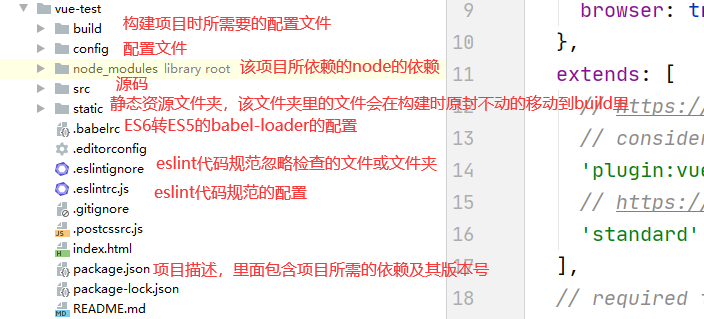 vue-test
build 构建项目时所需要的配置文件
config 配置文件
node_modules library root 该项目所依赖的node的依赖
src 源码
static 静态资源文件夹，该文件夹里的文件会在构建时原封不动的移动到build里
.babelrc ES6转ES5的babel-loader的配置
.editorconfig
.eslintignore eslint代码规范忽略检查的文件或文件夹
.eslintrc.js eslint代码规范的配置
.gitignore
.postcssrc.js
index.html
package.json 项目描述，里面包含项目所需的依赖及其版本号
package-lock.json
README.md
9 browser: tr
10 },
11 extends: [
// https:/
13 // consider
14 'plugin:vue
15 // https:/
16 'standard'
17 ],
18 // required f